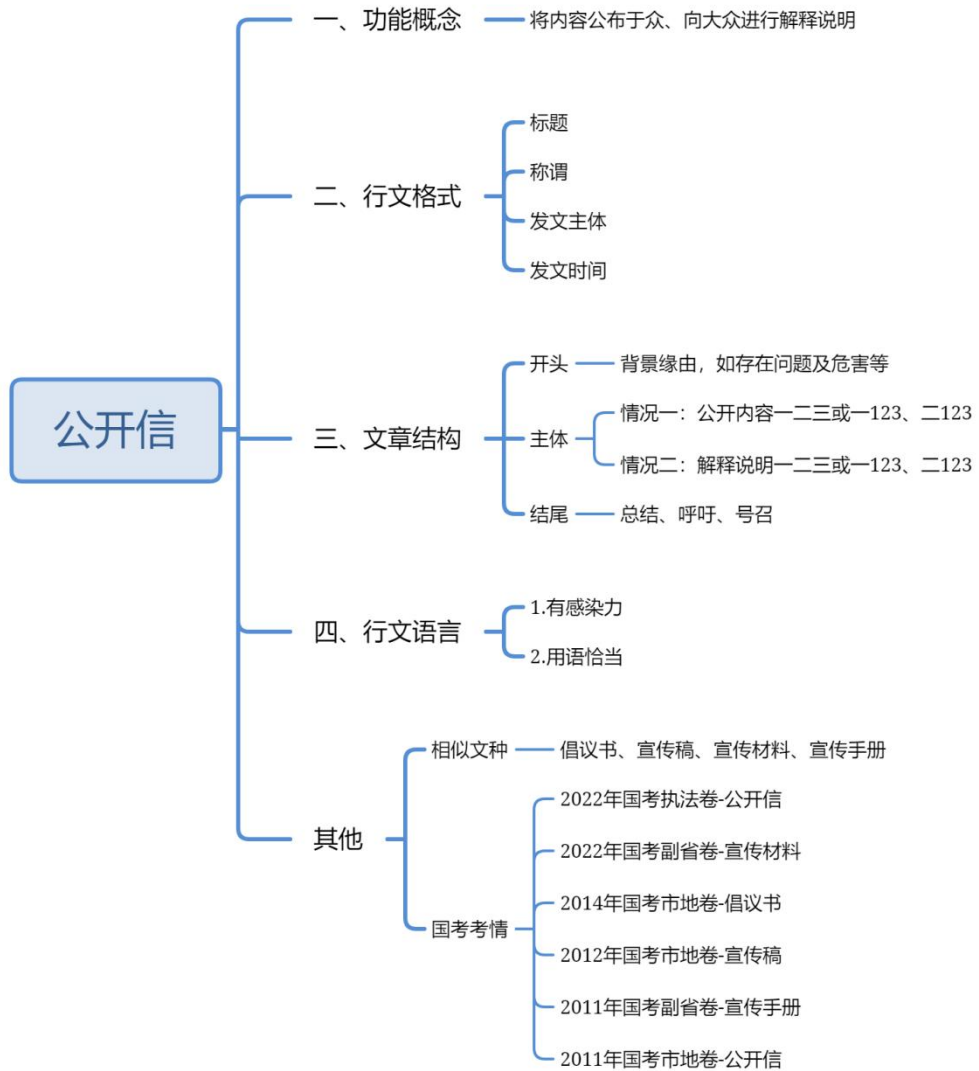 公开信
一、功能概念
将内容公布于众、向大众进行解释说明
二、行文格式
标题
称谓
发文主体
发文时间
三、文章结构
开头
背景缘由，如存在问题及危害等
主体
情况一：公开内容一二三或一123、二123
情况二：解释说明一二三或一123、二123
结尾
总结、呼吁、号召
四、行文语言
1.有感染力
2.用语恰当
其他
相似文种
倡议书、宣传稿、宣传材料、宣传手册
国考考情
2022年国考执法卷-公开信
2022年国考副省卷-宣传材料
2014年国考市地卷-倡议书
2012年国考市地卷-宣传稿
2011年国考副省卷-宣传手册
2011年国考市地卷-公开信